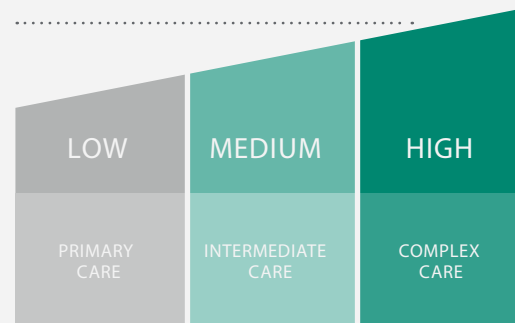 LOW
MEDIUM
HIGH
PRIMARY
CARE
INTERMEDIATE
CARE
COMPLEX
CARE